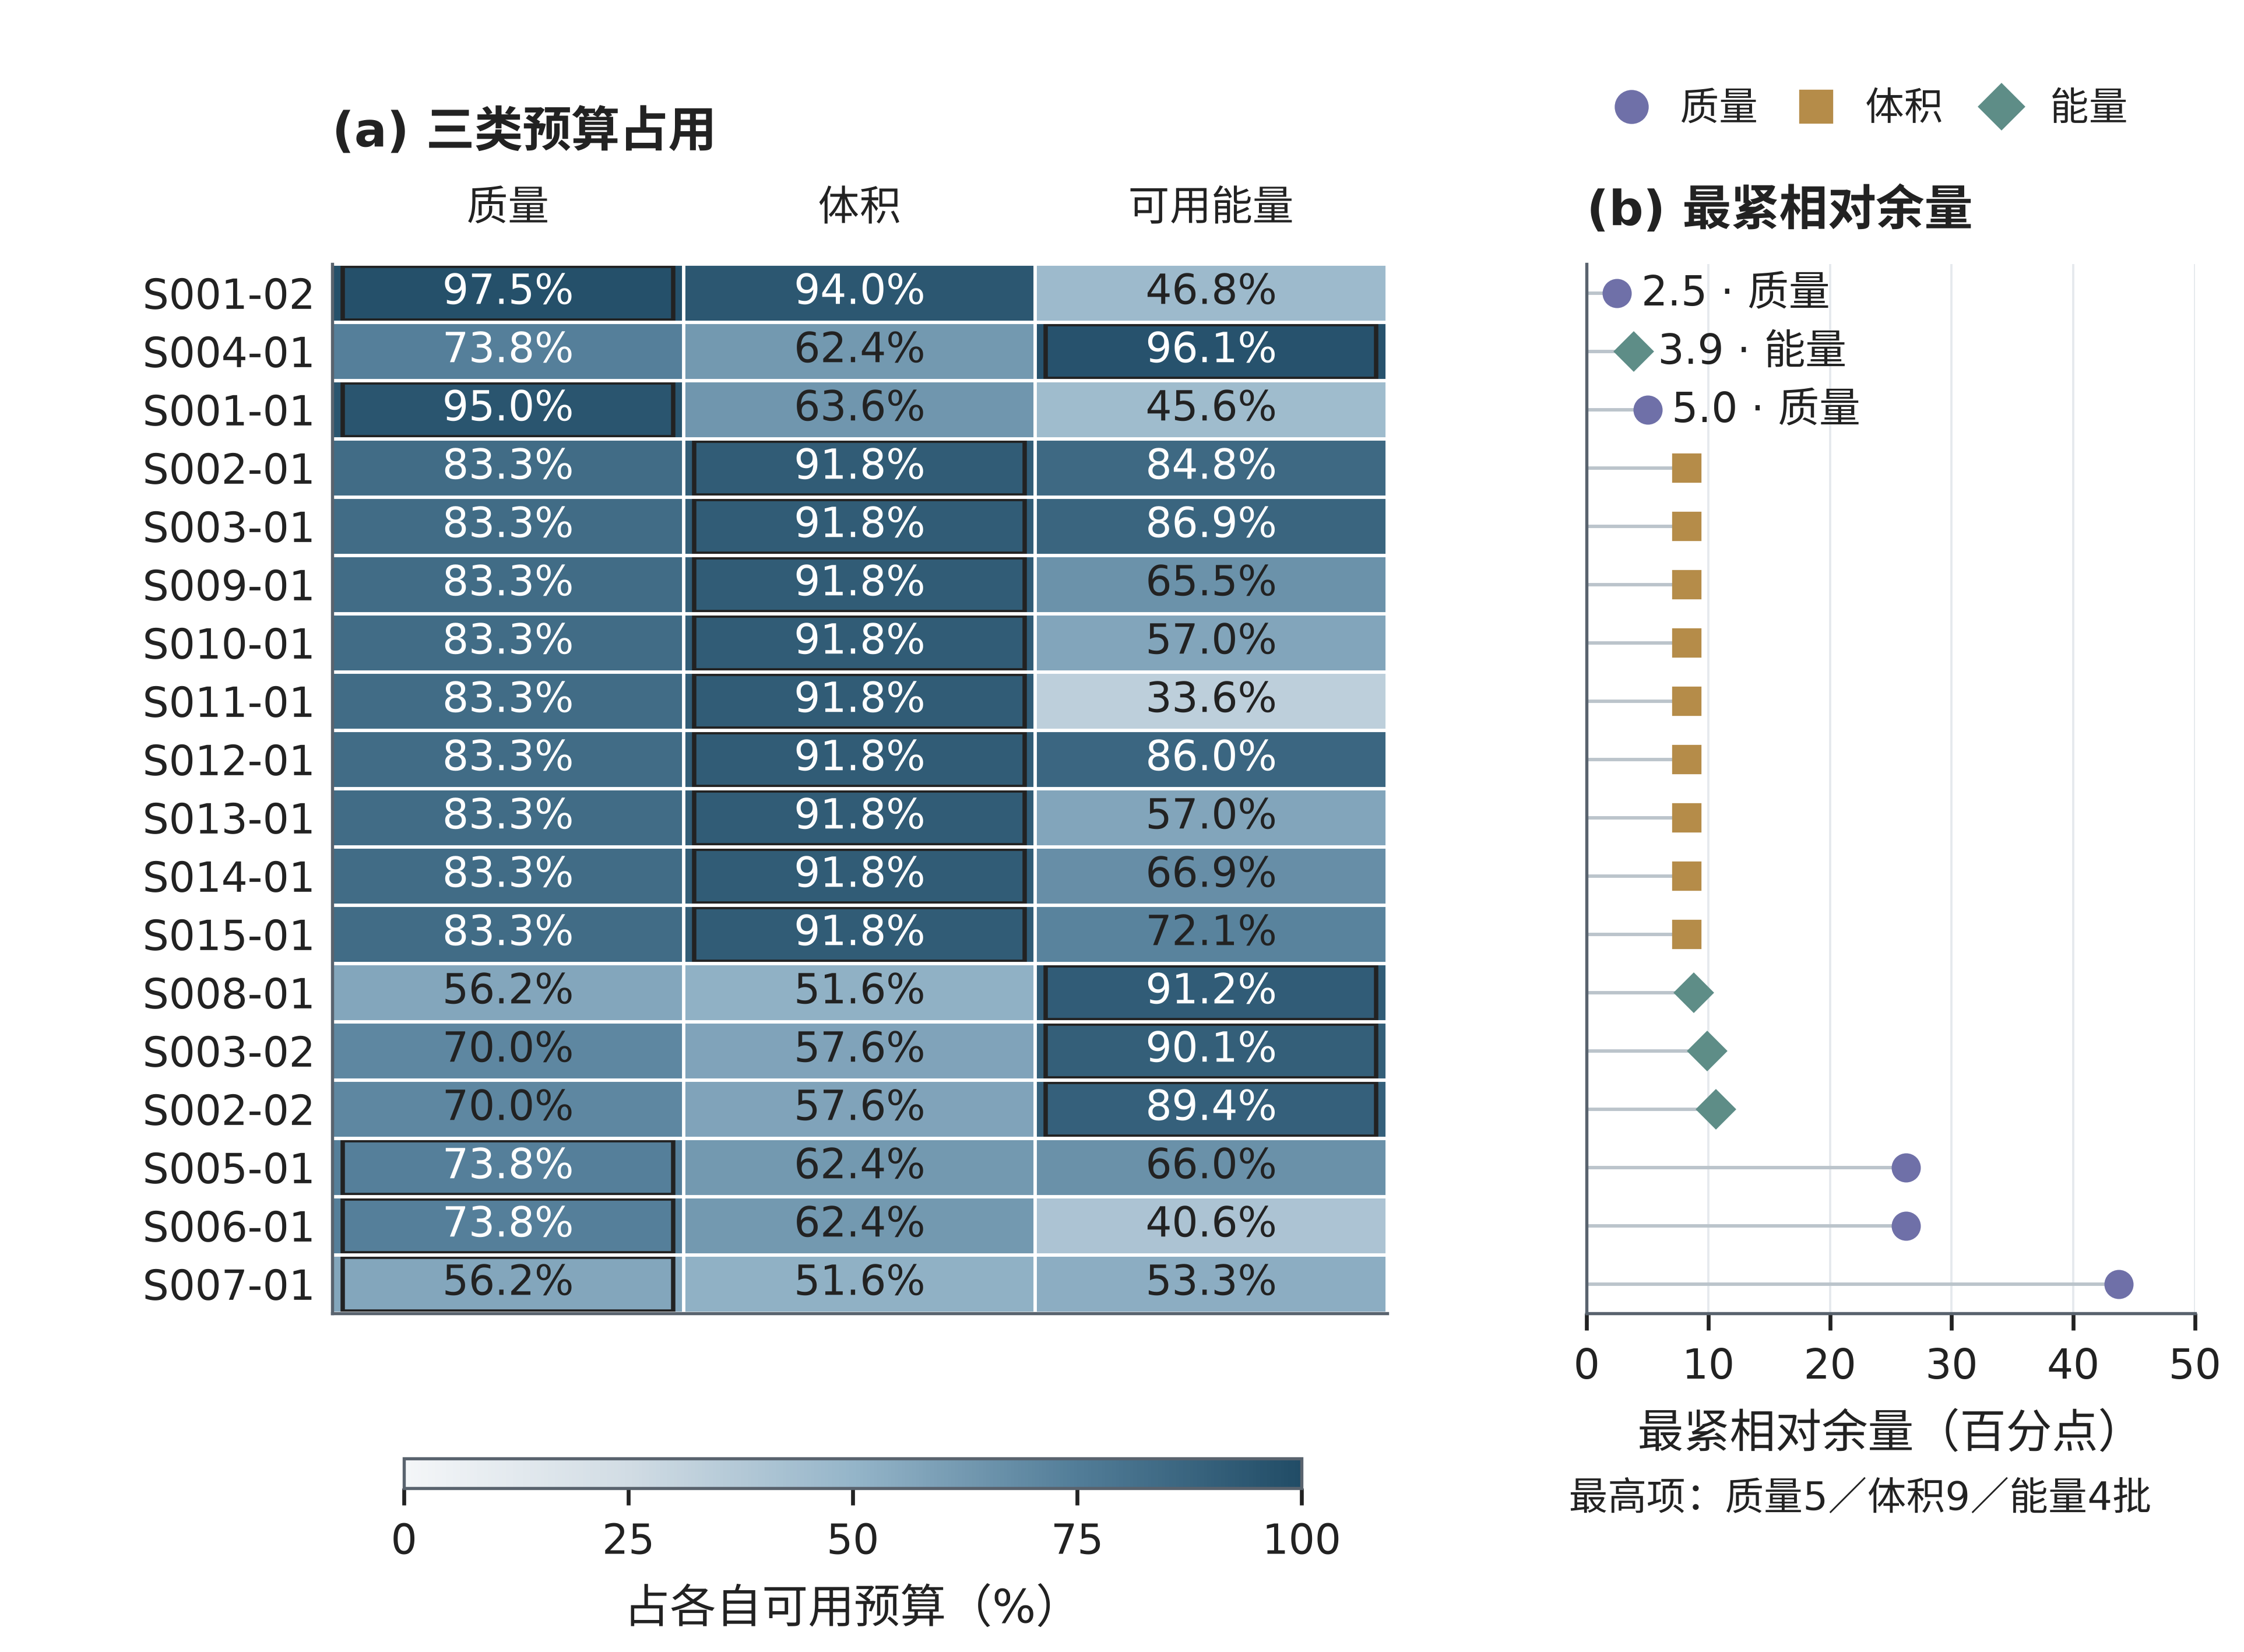 (a) 三类预算占用
质量 体积 可用能量
S001-02 97.5% 94.0% 46.8%
S004-01 73.8% 62.4% 96.1%
S001-01 95.0% 63.6% 45.6%
S002-01 83.3% 91.8% 84.8%
S003-01 83.3% 91.8% 86.9%
S009-01 83.3% 91.8% 65.5%
S010-01 83.3% 91.8% 57.0%
S011-01 83.3% 91.8% 33.6%
S012-01 83.3% 91.8% 86.0%
S013-01 83.3% 91.8% 57.0%
S014-01 83.3% 91.8% 66.9%
S015-01 83.3% 91.8% 72.1%
S008-01 56.2% 51.6% 91.2%
S003-02 70.0% 57.6% 90.1%
S002-02 70.0% 57.6% 89.4%
S005-01 73.8% 62.4% 66.0%
S006-01 73.8% 62.4% 40.6%
S007-01 56.2% 51.6% 53.3%
0 25 50 75 100
占各自可用预算（%）
质量 体积 能量
(b) 最紧相对余量
2.5 · 质量
3.9 · 能量
5.0 · 质量
0 10 20 30 40 50
最紧相对余量（百分点）
最高项：质量5／体积9／能量4批